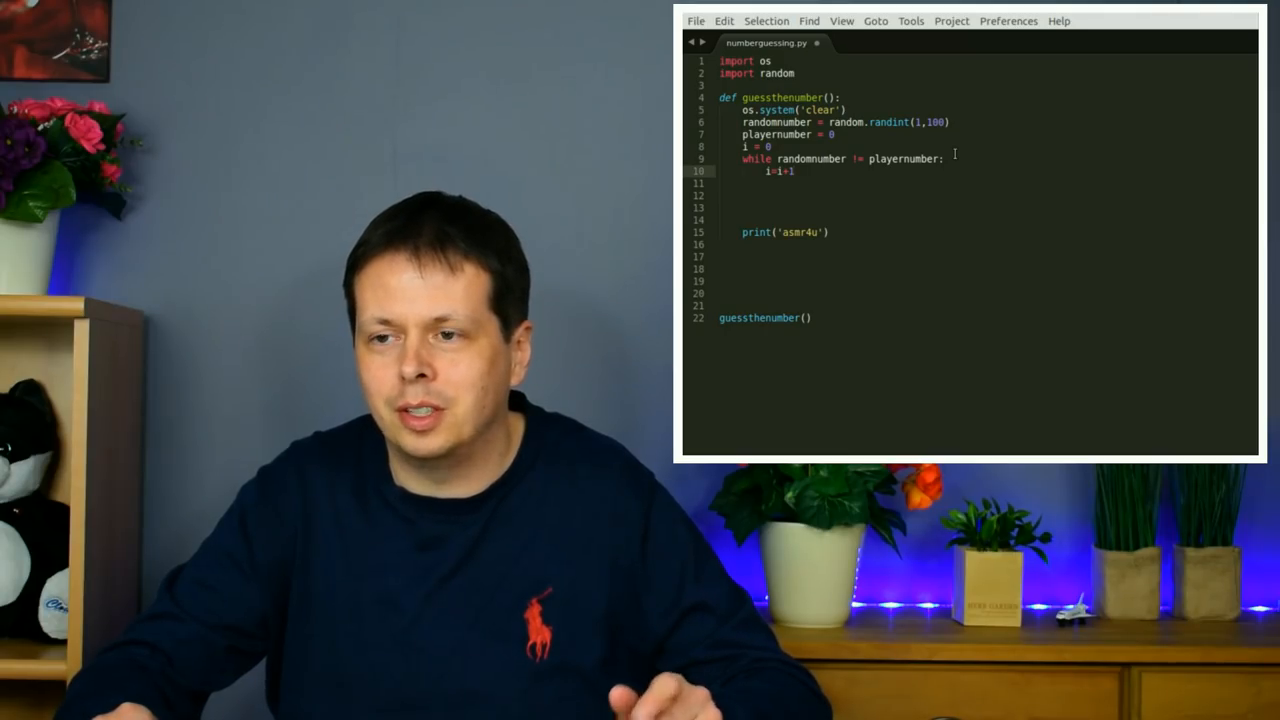 File Edit Selection Find View Goto Tools Project Preferences Help
numberguessing.py
1 import os
2 import random
3
4 def guessthenumber():
5 os.system('clear')
6 randomnumber = random.randint(1,100)
7 playernumber = 0
8 i = 0
9 while randomnumber != playernumber:
10 i=i+1
11
12
13
14
15 print('asmr4u')
16
17
18
19
20
21
22 guessthenumber()
HERB GARDEN